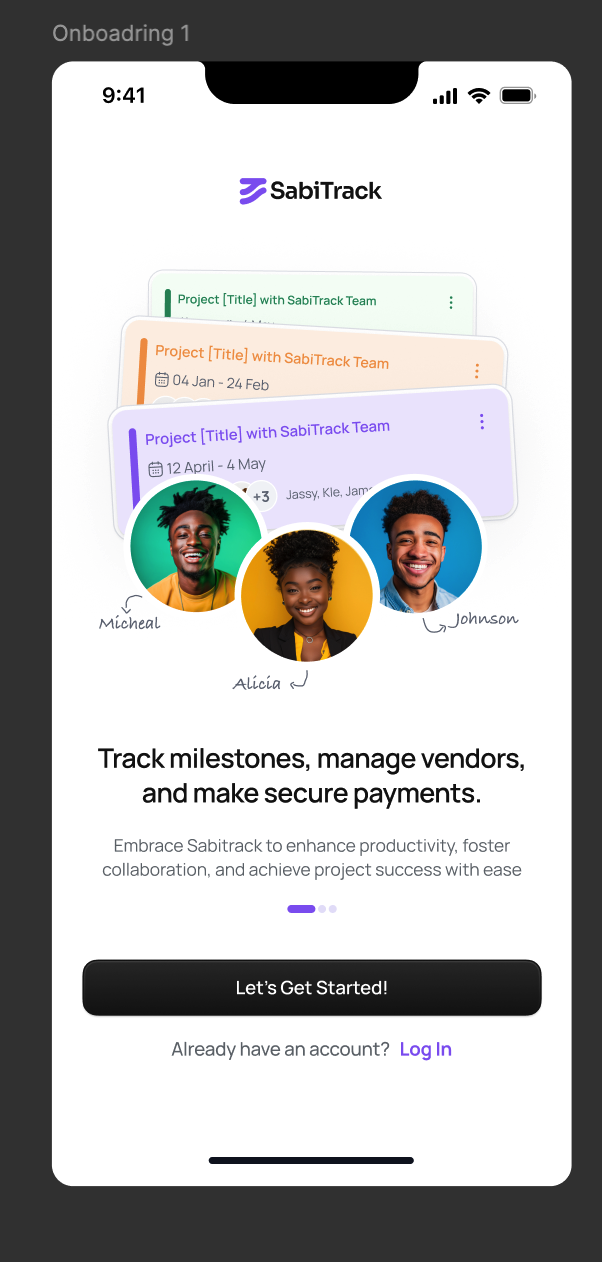 Onboadring 1
9:41
SabiTrack
Project [Title] with SabiTrack Team
Project [Title] with SabiTrack Team
04 Jan - 24 Feb
Project [Title] with SabiTrack Team
12 April - 4 May
+3 Jassy, Kle,
Micheal
Johnson
Alicia
Track milestones, manage vendors,
and make secure payments.
Embrace Sabitrack to enhance productivity, foster
collaboration, and achieve project success with ease
Let's Get Started!
Already have an account? Log In